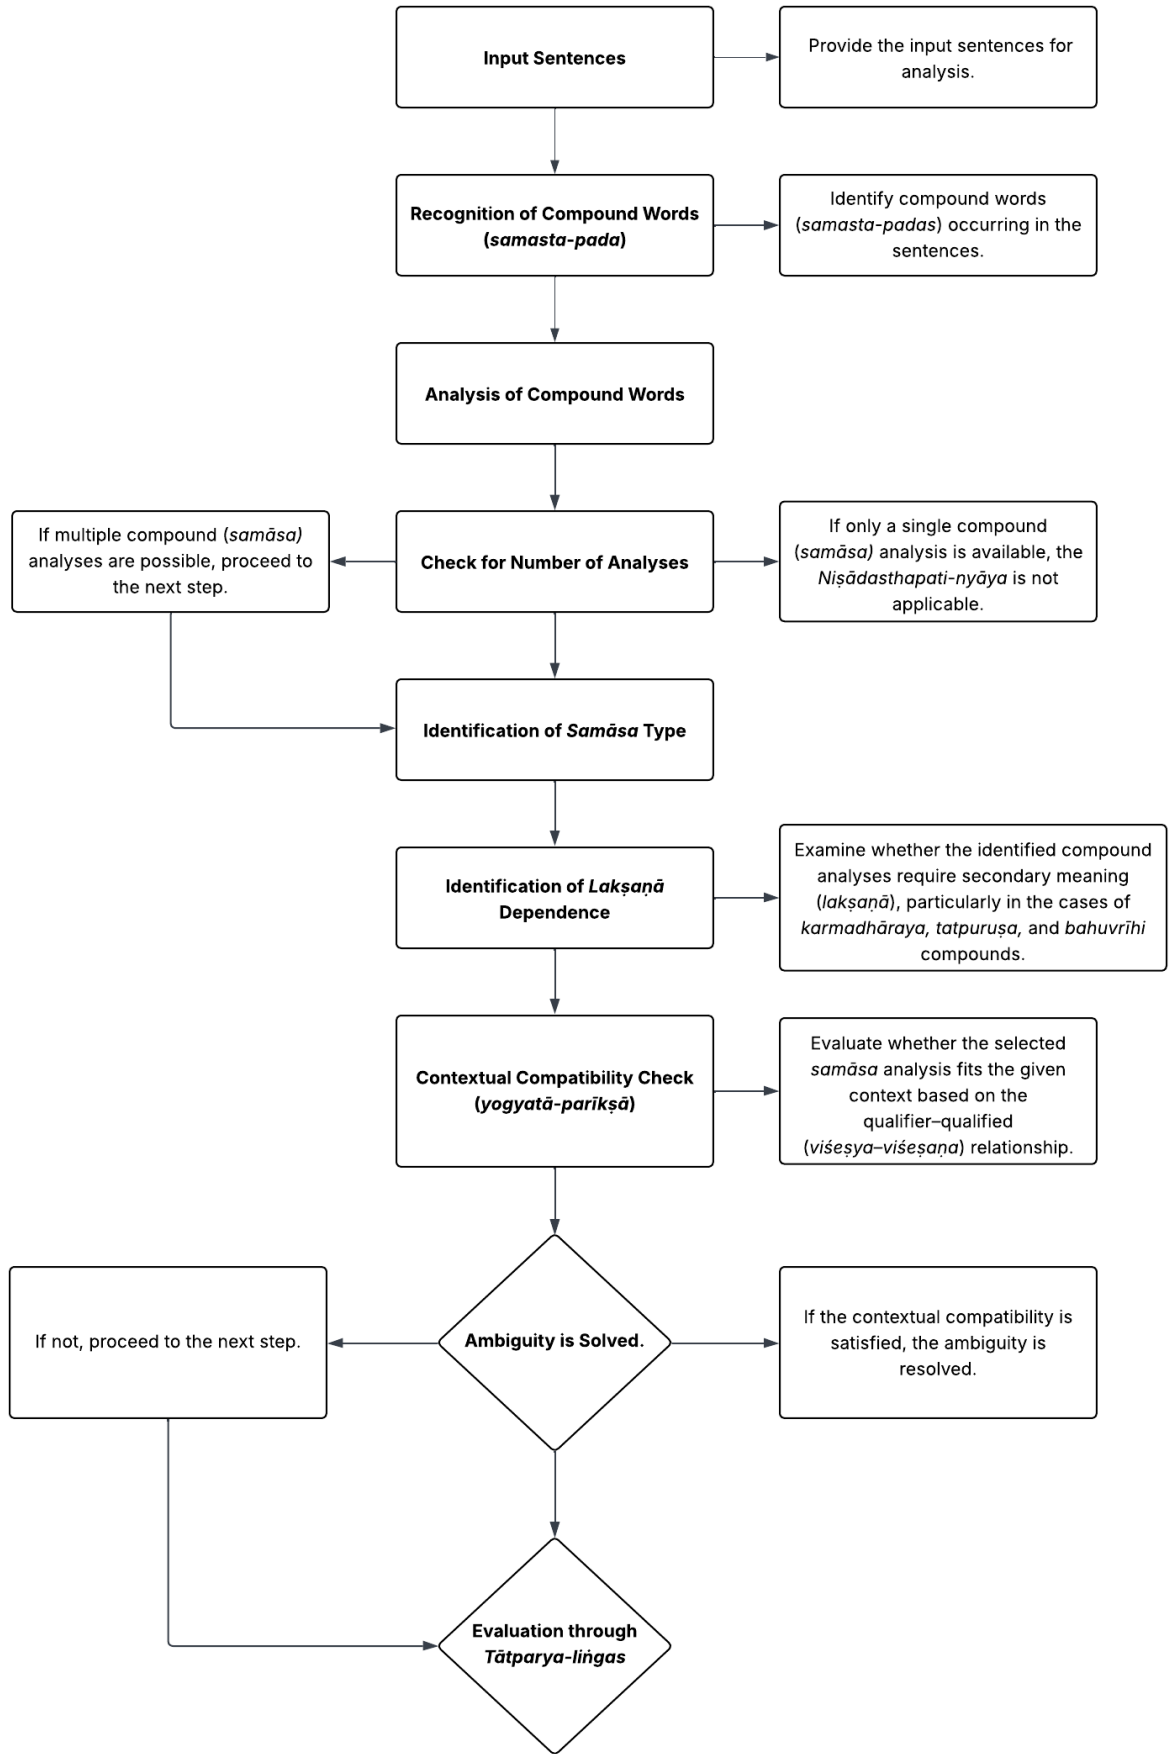 Input Sentences
Provide the input sentences for
analysis.
Recognition of Compound Words
(samasta-pada)
Identify compound words
(samasta-padas) occurring in the
sentences.
Analysis of Compound Words
If multiple compound (samāsa)
analyses are possible, proceed to
the next step.
Check for Number of Analyses
If only a single compound
(samāsa) analysis is available, the
Niṣādasthapati-nyāya is not
applicable.
Identification of Samāsa Type
Identification of Lakṣaṇā
Dependence
Examine whether the identified compound
analyses require secondary meaning
(lakṣaṇā), particularly in the cases of
karmadhāraya, tatpuruṣa, and bahuvrīhi
compounds.
Contextual Compatibility Check
(yogyatā-parīkṣā)
Evaluate whether the selected
samāsa analysis fits the given
context based on the
qualifier–qualified
(viśeṣya–viśeṣaṇa) relationship.
If not, proceed to the next step.
Ambiguity is Solved.
If the contextual compatibility is
satisfied, the ambiguity is
resolved.
Evaluation through
Tātparya-liṅgas